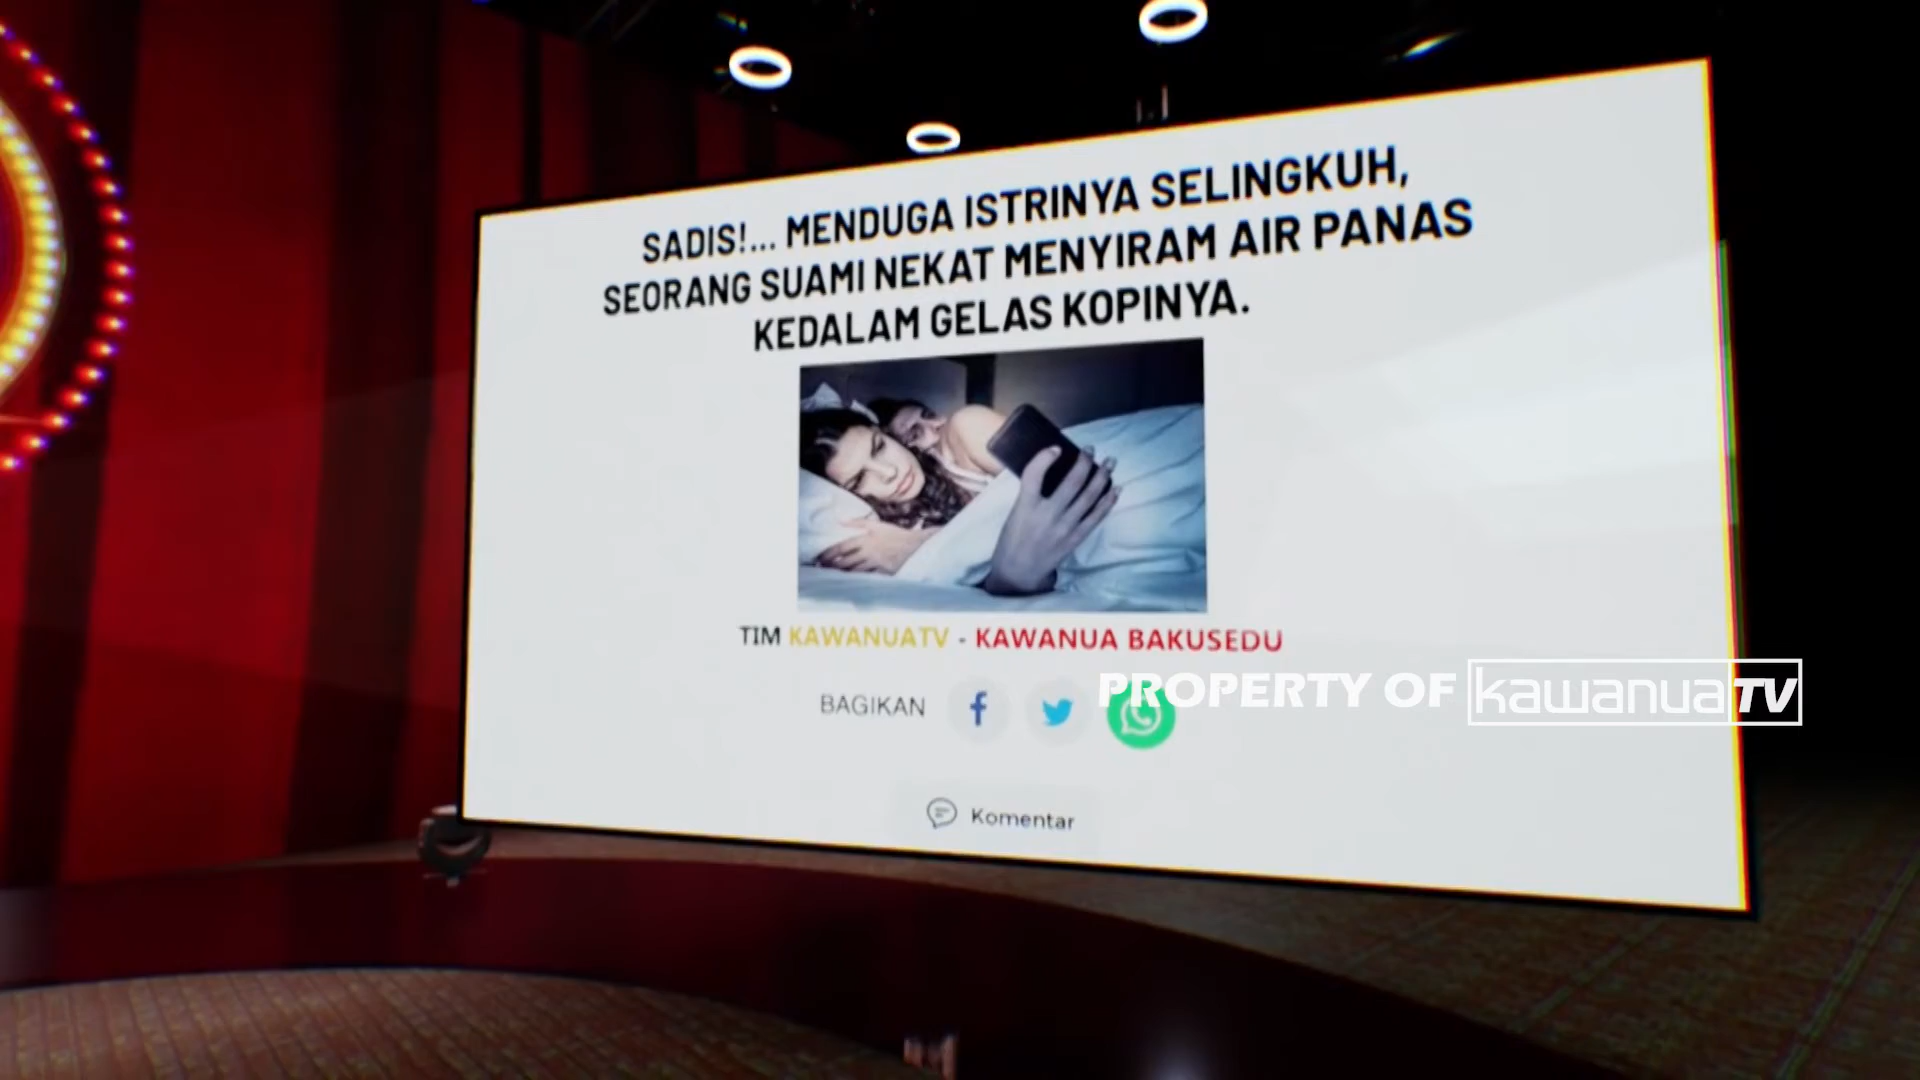 SADIS!... MENDUGA ISTRINYA SELINGKUH,
SEORANG SUAMI NEKAT MENYIRAM AIR PANAS
KEDALAM GELAS KOPINYA.
TIM KAWANUATV - KAWANUA BAKUSEDU
BAGIKAN
PROPERTY OF kawanuaTV
Komentar